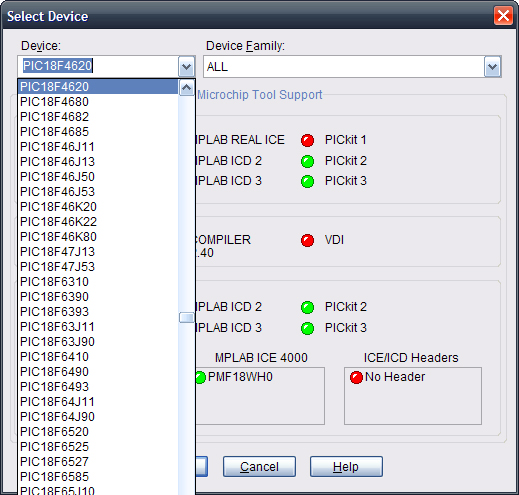 Select Device
Device: Device Family:
PIC18F4620 ALL
PIC18F4620
Microchip Tool Support
PIC18F4680
PIC18F4682
PIC18F4685
PIC18F46J11 MPLAB REAL ICE PICkit 1
PIC18F46J13 MPLAB ICD 2 PICkit 2
PIC18F46J50 MPLAB ICD 3 PICkit 3
PIC18F46J53
PIC18F46K20
PIC18F46K22
PIC18F46K80 COMPILER VDI
PIC18F47J13 2.40
PIC18F47J53
PIC18F6310
PIC18F6390 MPLAB ICD 2 PICkit 2
PIC18F6393
PIC18F63J11 MPLAB ICD 3 PICkit 3
PIC18F63J90
PIC18F6410 MPLAB ICE 4000 ICE/ICD Headers
PIC18F6490 PMF18WH0 No Header
PIC18F6493
PIC18F64J11
PIC18F64J90
PIC18F6520
PIC18F6525
PIC18F6527 Cancel Help
PIC18F6585
PIC18F65J10